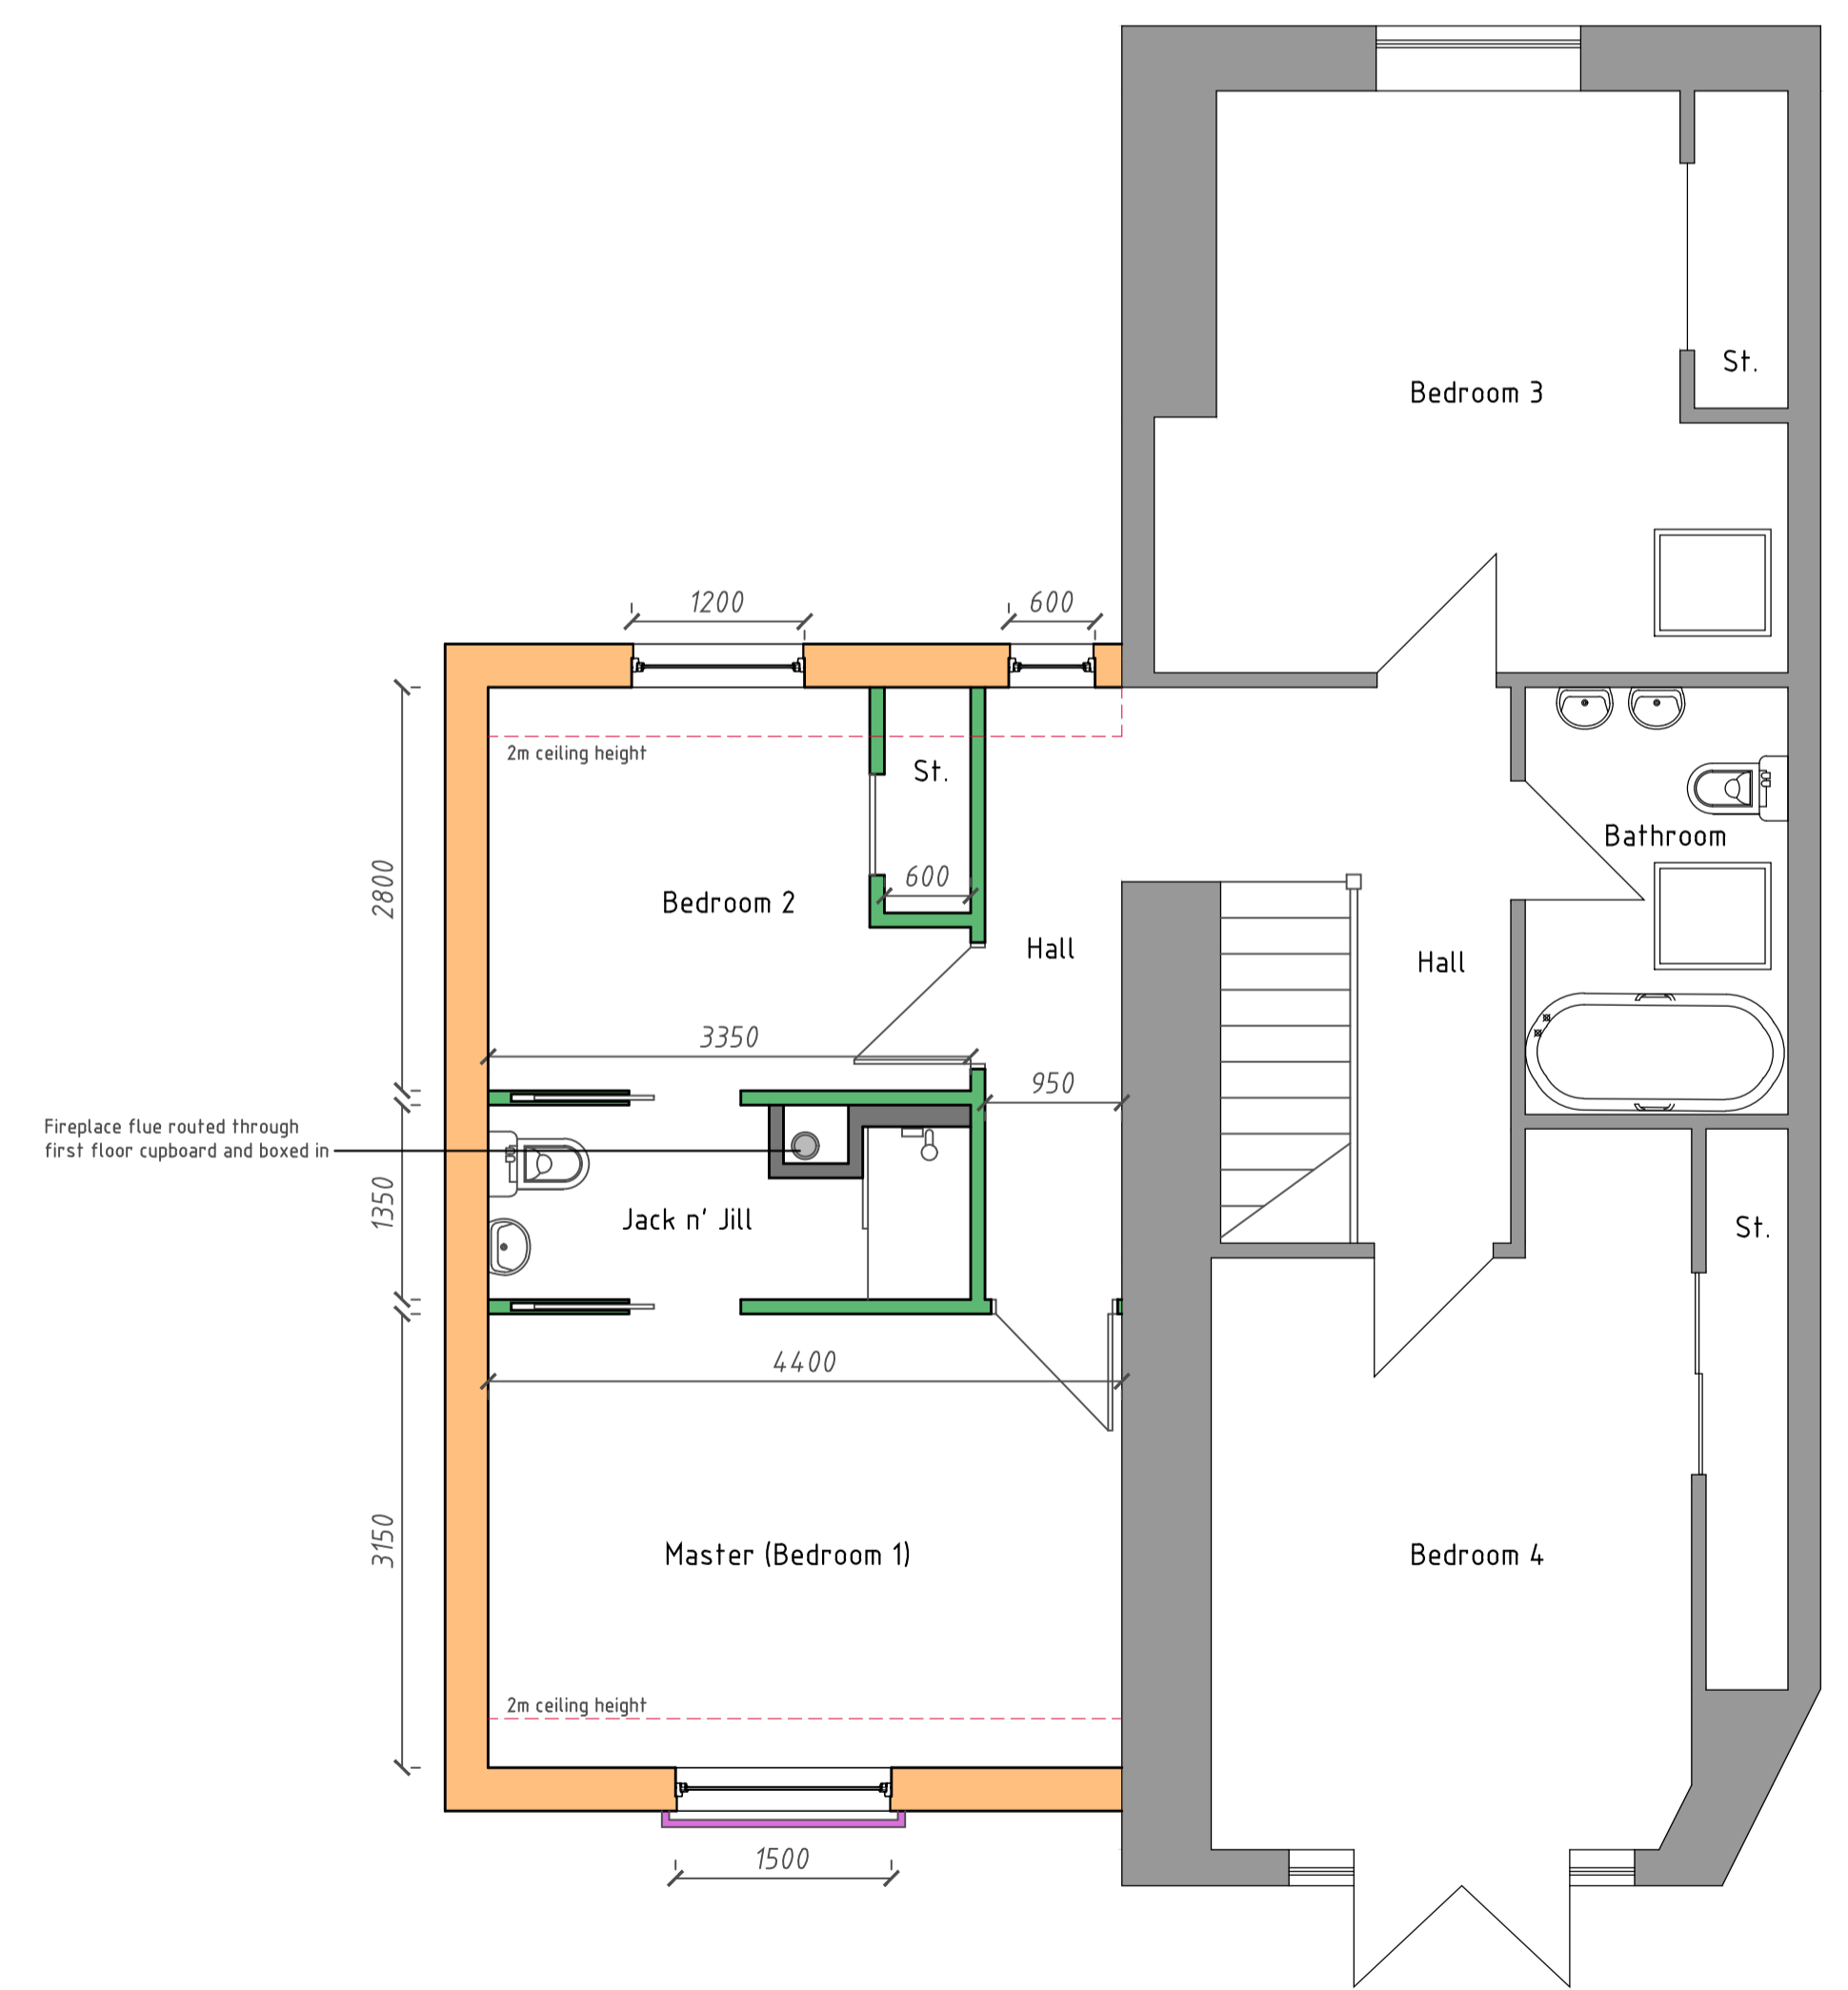 St.
Bedroom 3
1200
600
2m ceiling height
St.
Bathroom
2800
600
Bedroom 2
Hall
Hall
3350
950
Fireplace flue routed through
first floor cupboard and boxed in
1350
Jack n' Jill
St.
4400
3150
Master (Bedroom 1)
Bedroom 4
2m ceiling height
1500